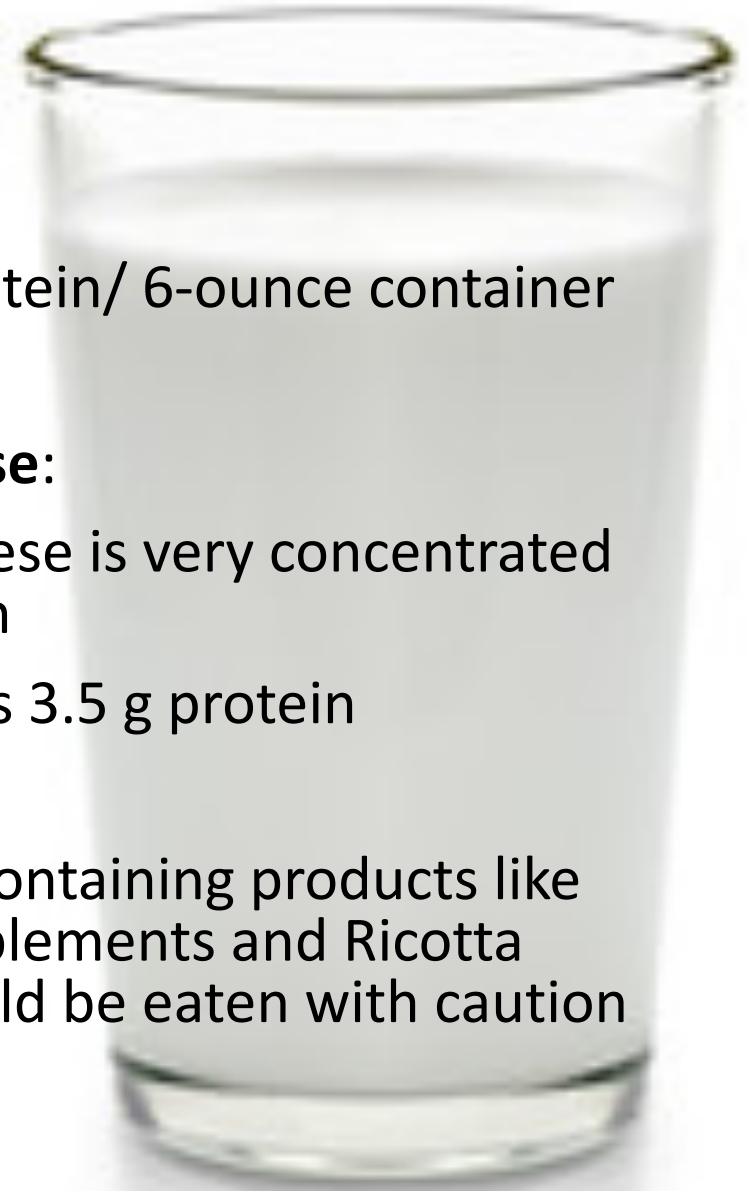 tein/ 6-ounce container
se:
ese is very concentrated
n
s 3.5 g protein
ontaining products like
plements and Ricotta
ld be eaten with caution